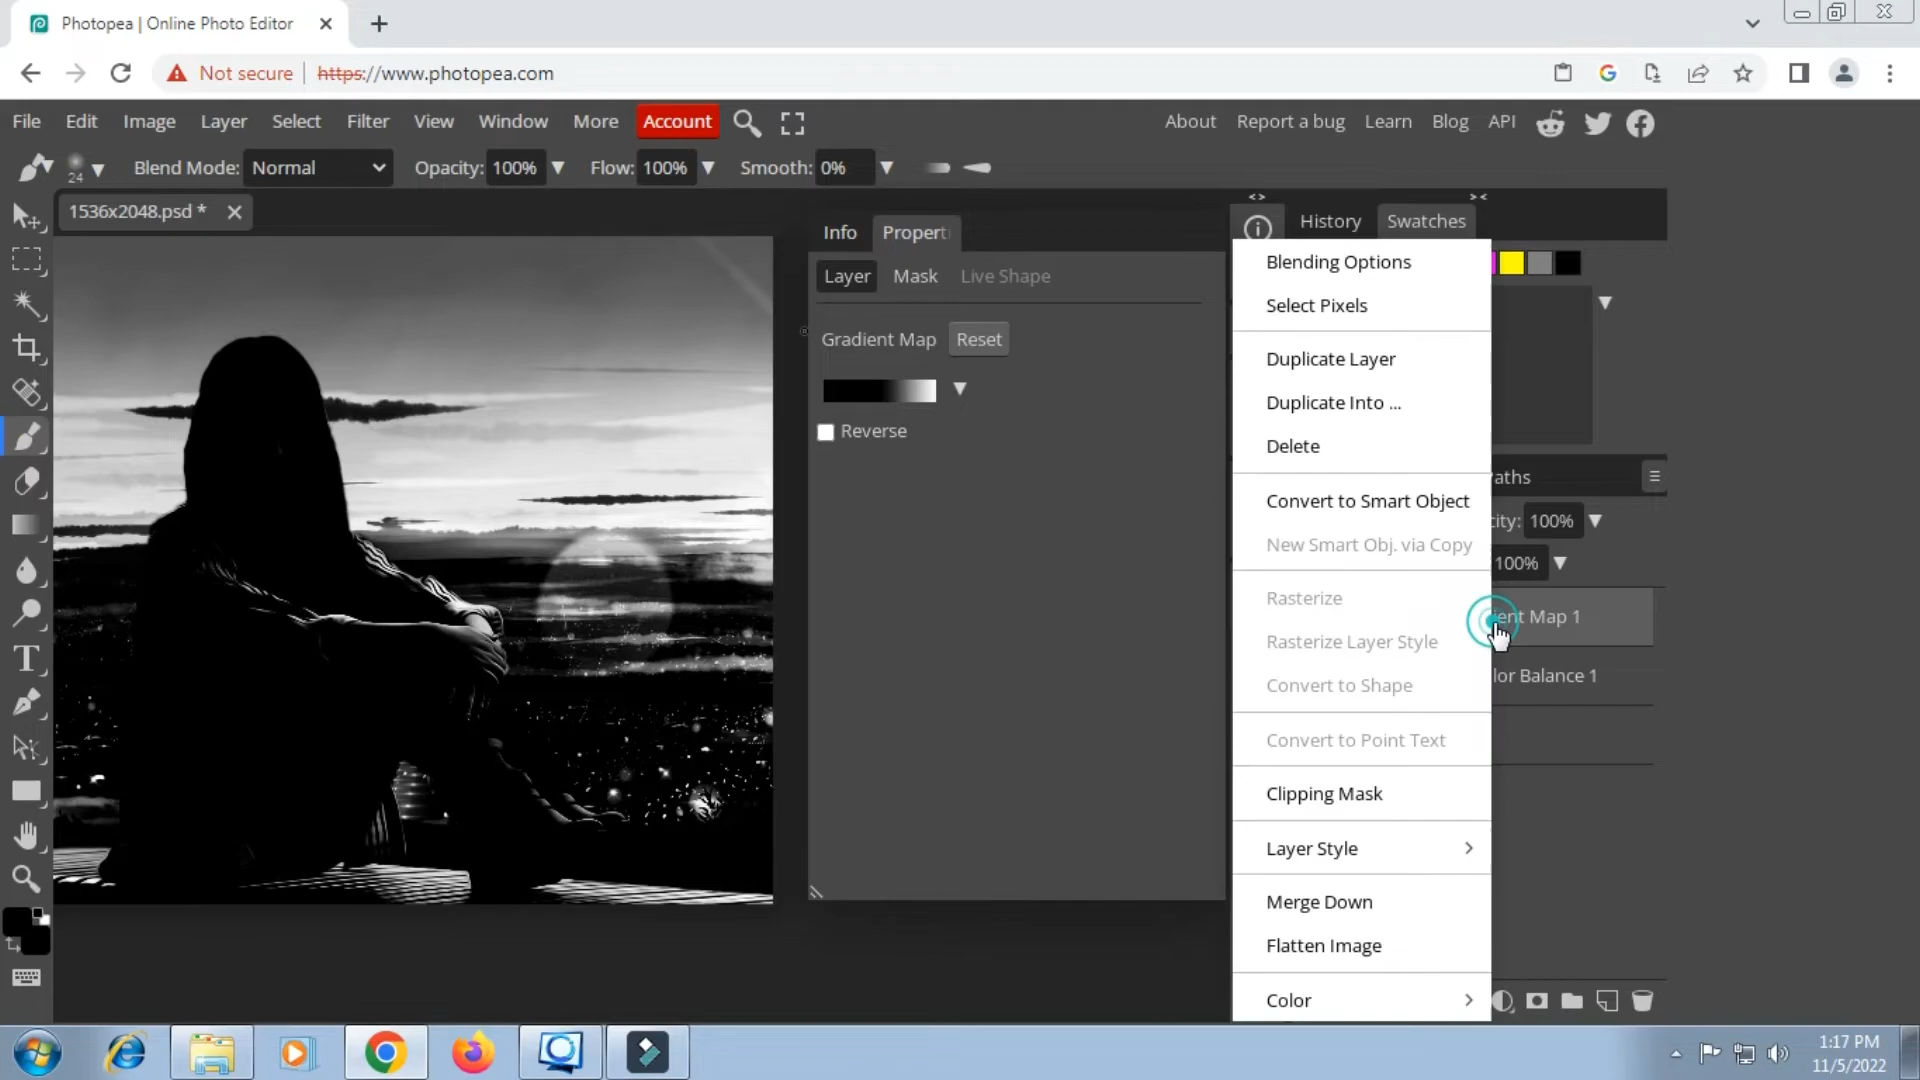 Photopea | Online Photo Editor
Not secure
https://www.photopea.com
File Edit Image Layer Select Filter View Window More Account
About Report a bug Learn Blog API
24 Blend Mode: Normal Opacity: 100% Flow: 100% Smooth: 0%
1536x2048.psd *
Info Propert
History Swatches
Layer Mask Live Shape
Gradient Map Reset
Reverse
Blending Options
Select Pixels
Duplicate Layer
Duplicate Into ...
Delete
Convert to Smart Object
New Smart Obj. via Copy
Rasterize
Rasterize Layer Style
Convert to Shape
Convert to Point Text
Clipping Mask
Layer Style
Merge Down
Flatten Image
Color
aths
city: 100%
100%
ent Map 1
lor Balance 1
1:17 PM
11/5/2022